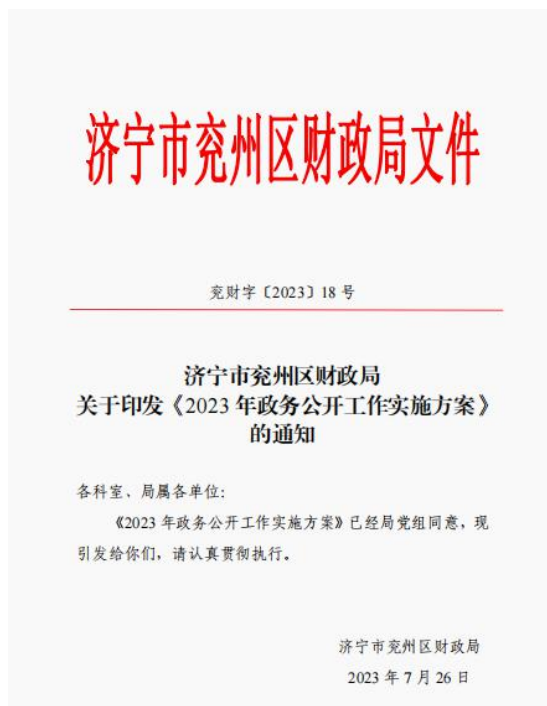 济宁市兖州区财政局文件
兖财字〔2023〕18 号
济宁市兖州区财政局
关于印发《2023 年政务公开工作实施方案》
的通知
各科室、局属各单位:
《2023 年政务公开工作实施方案》已经局党组同意，现
引发给你们，请认真贯彻执行。
济宁市兖州区财政局
2023 年 7 月 26 日